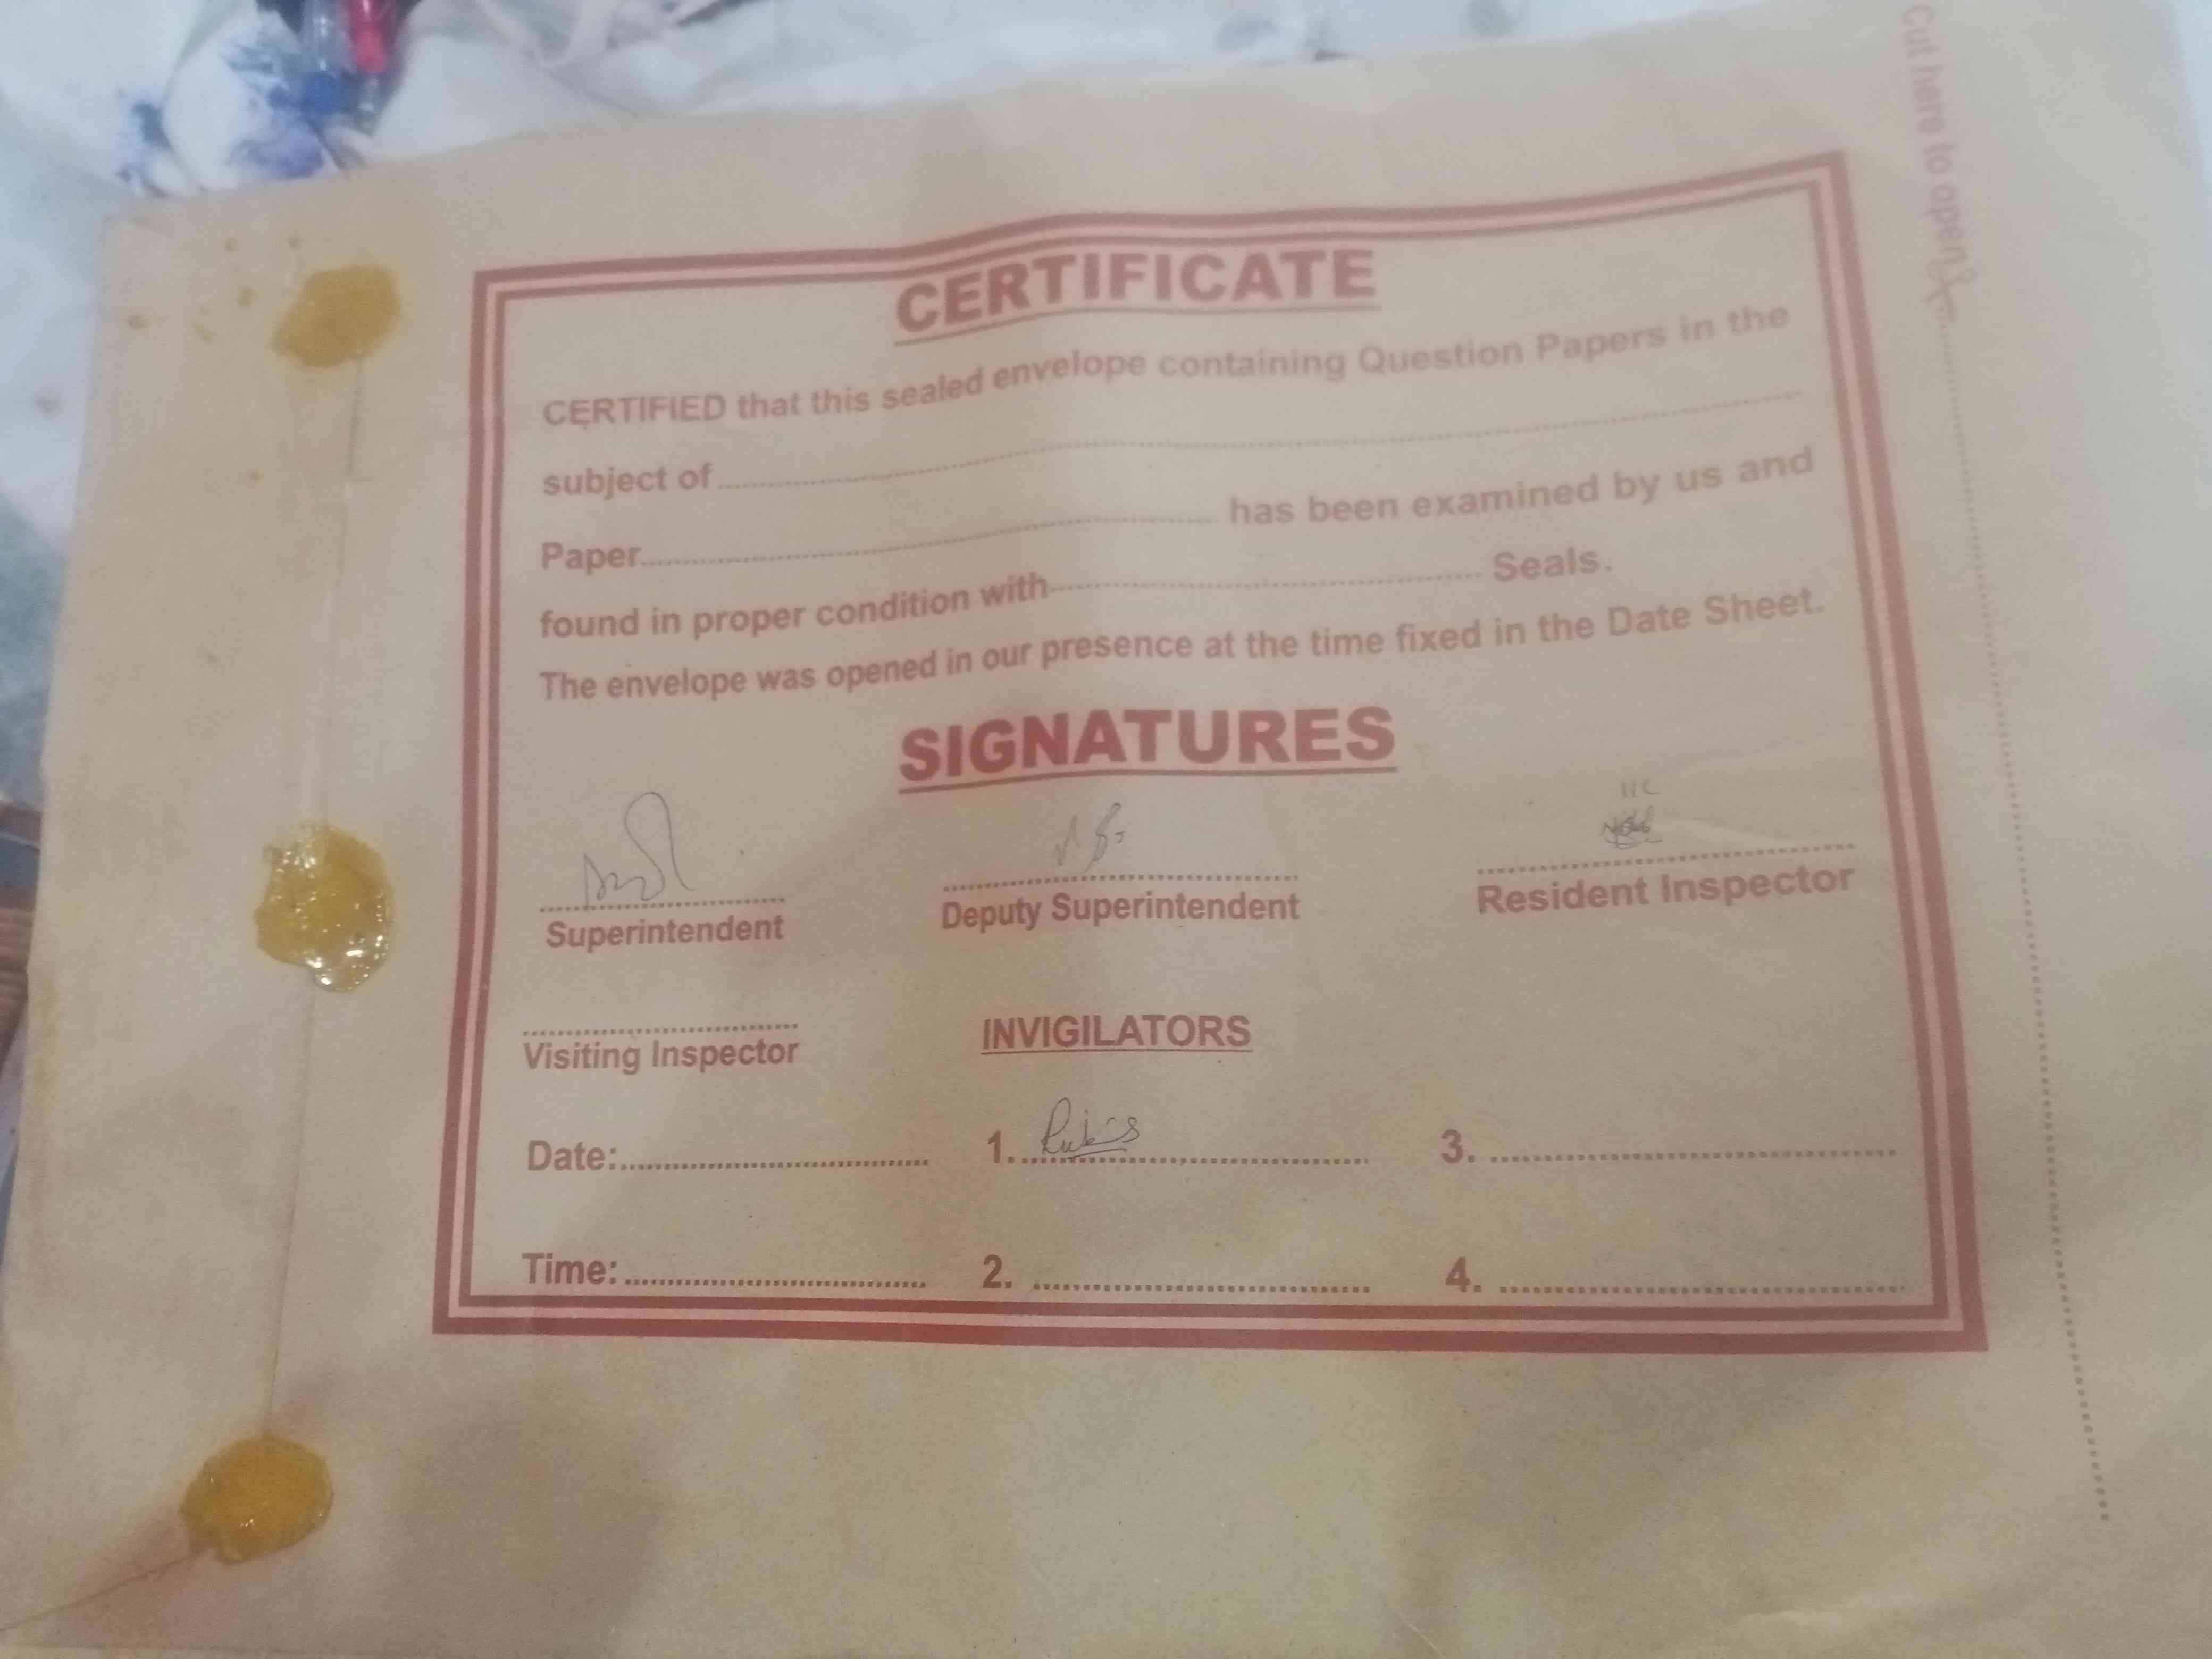 Cut here to open
CERTIFICATE
CERTIFIED that this sealed envelope containing Question Papers in the
subject of
Paper has been examined by us and
found in proper condition with Seals.
The envelope was opened in our presence at the time fixed in the Date Sheet.
SIGNATURES
Superintendent Deputy Superintendent Resident Inspector
Visiting Inspector INVIGILATORS
Date: 1. 3.
Time: 2. 4.